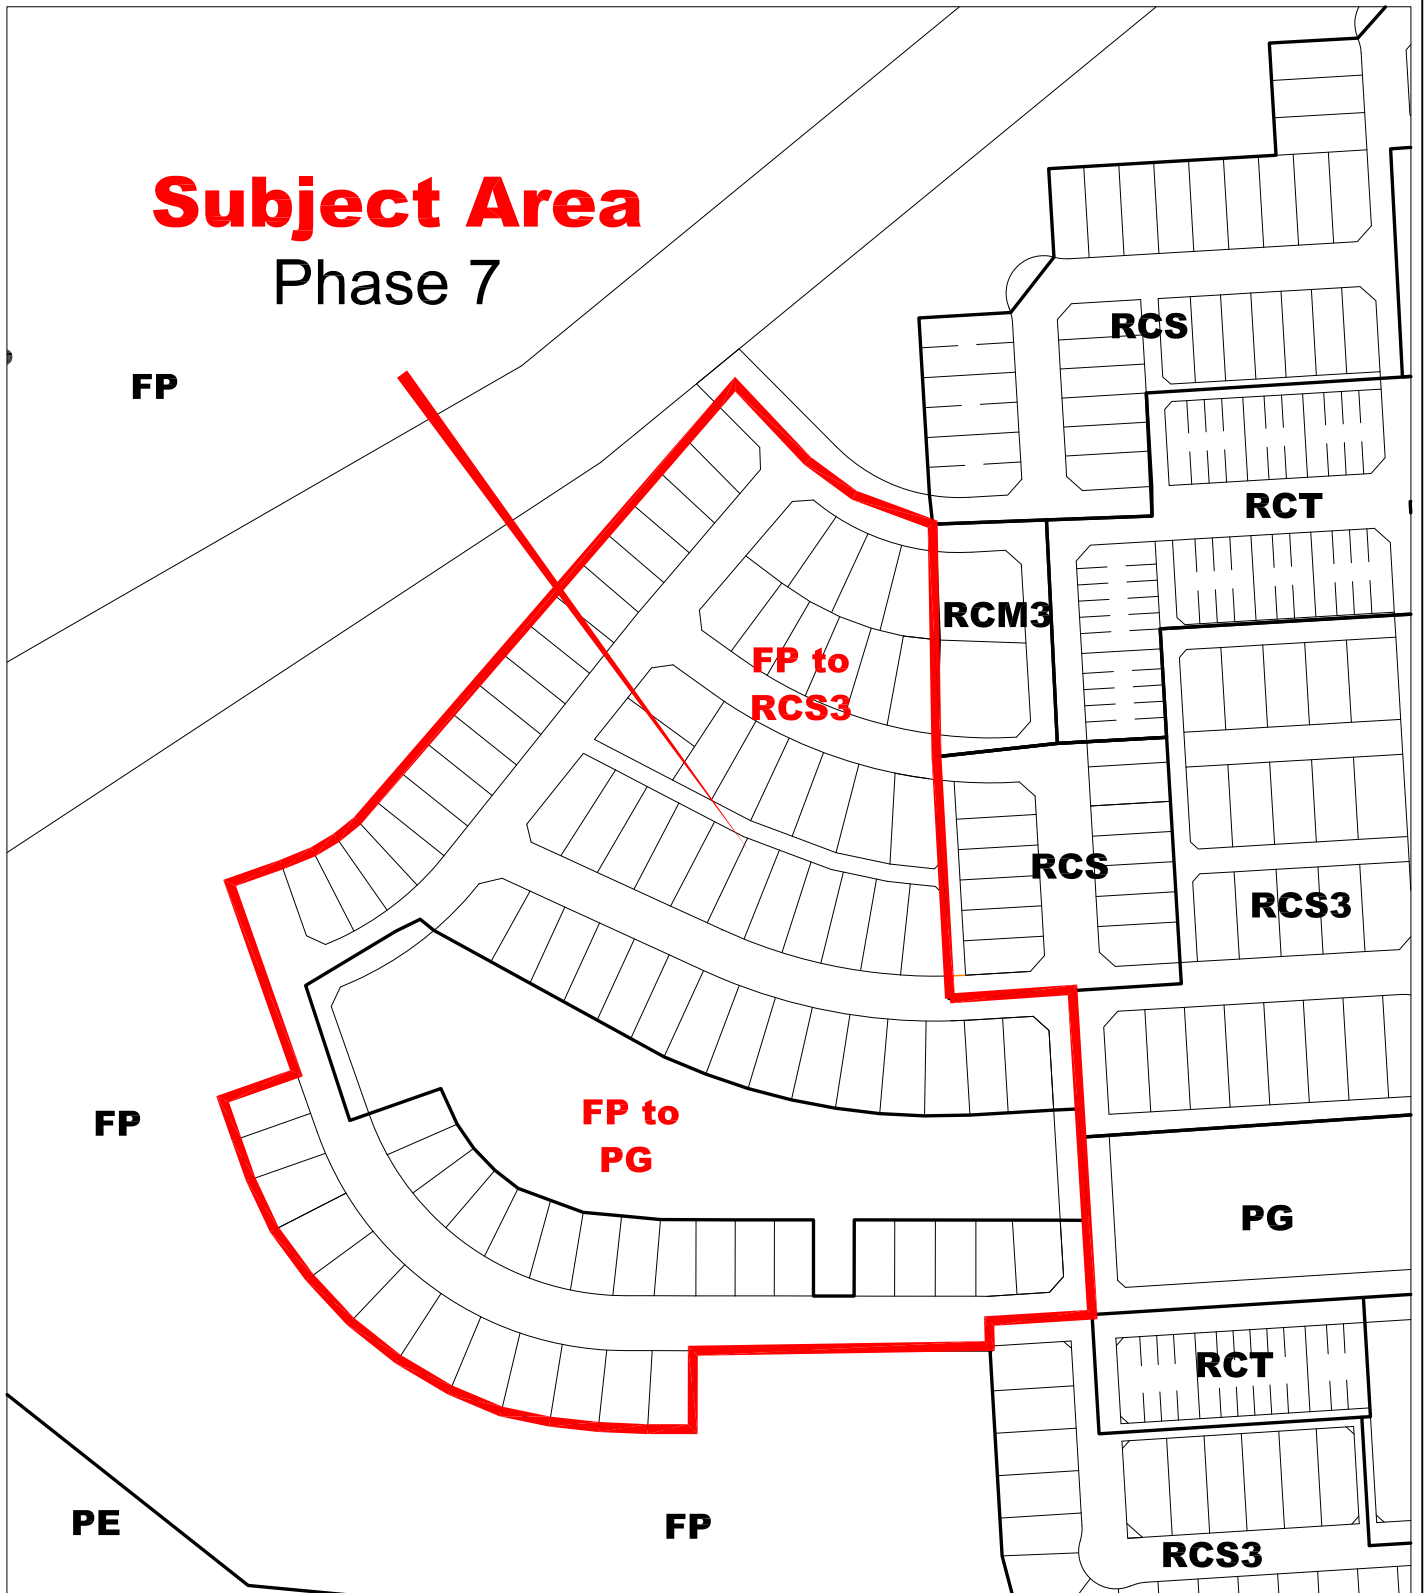 Subject Area
Phase 7
RCS
FP
RCT
RCM3
FP to
RCS3
RCS
RCS3
FP to
PG
FP
PG
RCT
PE
FP
RCS3